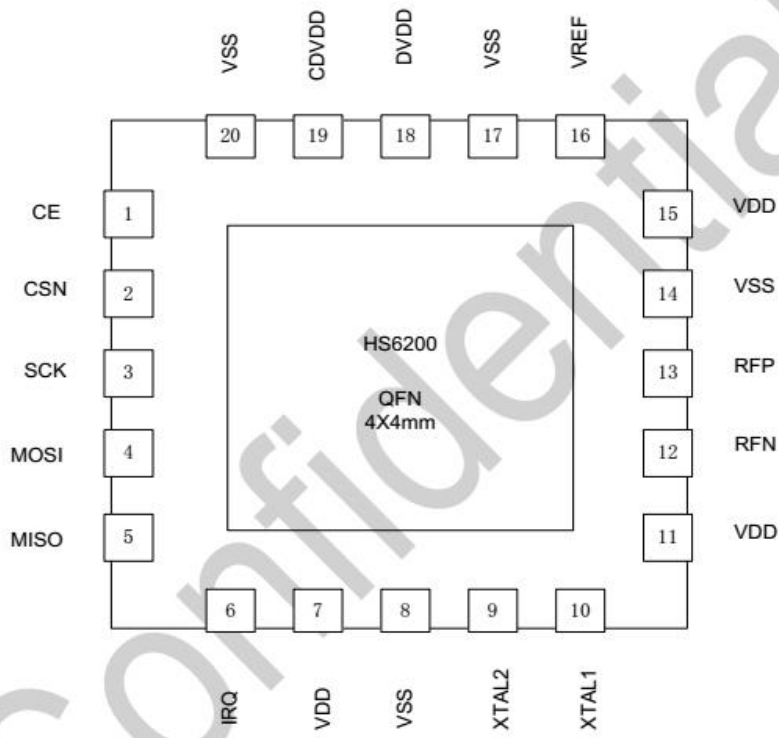 VSS CDVDD DVDD VSS VREF
20 19 18 17 16
CE 1 15 VDD
CSN 2 14 VSS
SCK 3 HS6200 13 RFP
QFN
MOSI 4 4X4mm 12 RFN
MISO 5 11 VDD
6 7 8 9 10
IRQ VDD VSS XTAL2 XTAL1
Confidential